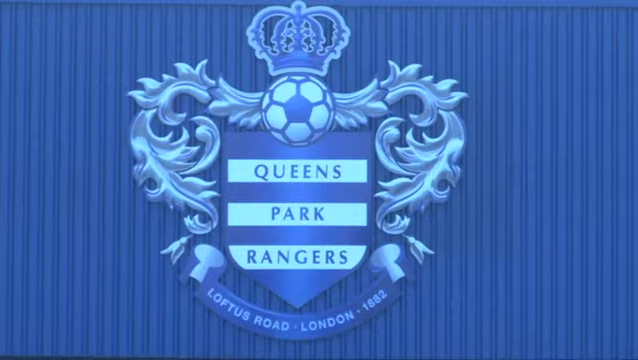 QUEENS
PARK
RANGERS
LOFTUS ROAD · LONDON · 1882